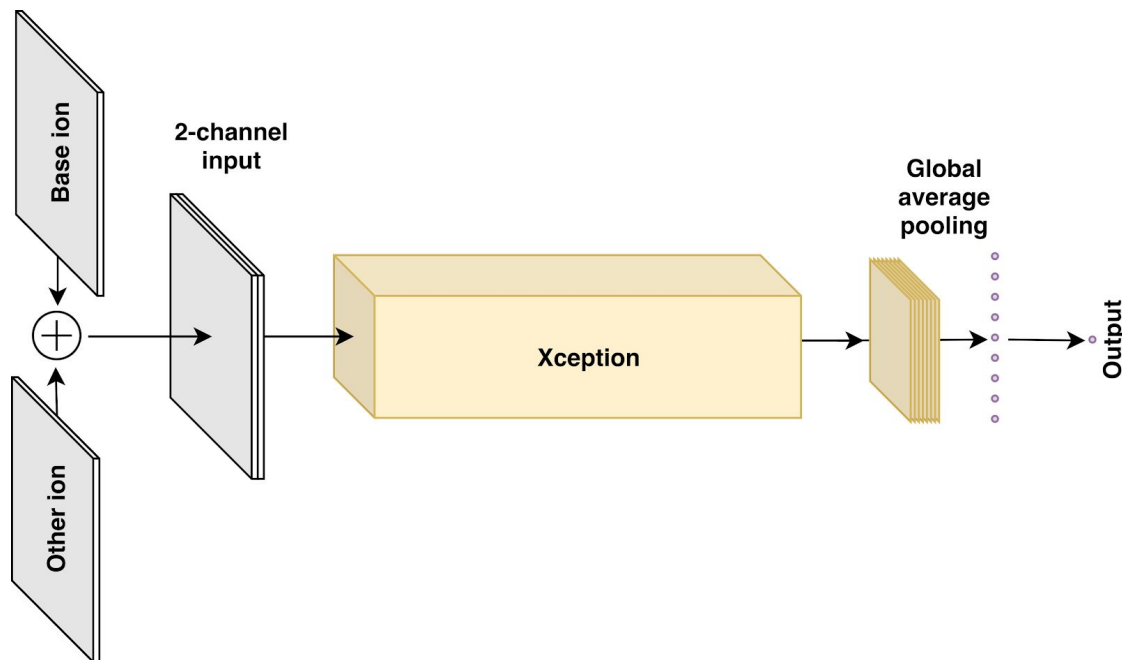 Base ion
Other ion
2-channel
input
Xception
Global
average
pooling
Output